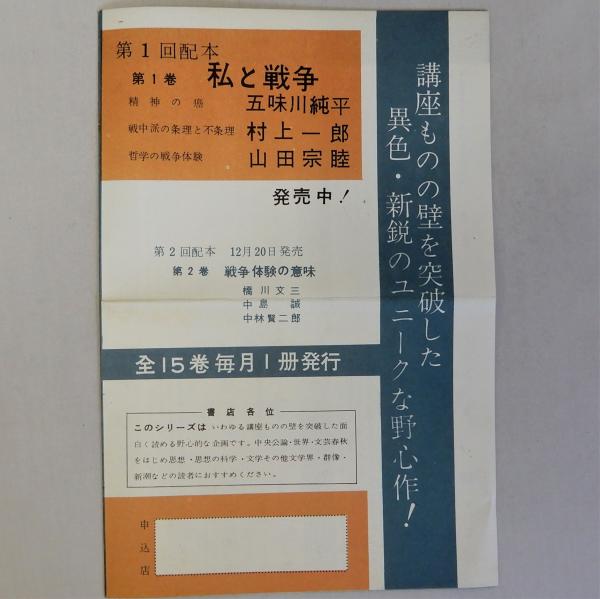 講座ものの壁を突破した
異色・新鋭のユニークな野心作！
第1回配本
第1巻 私と戦争
精神の癌 五味川純平
戦中派の条理と不条理 村上一郎
哲学の戦争体験 山田宗睦
発売中！
第2回配本 12月20日発売
第2巻 戦争体験の意味
橋川文三
中島誠
中林賢二郎
全15巻毎月1册発行
書店各位
このシリーズは いわゆる講座ものの壁を突破した面
白く読める野心的な企画です。中央公論・世界・文芸春秋
をはじめ思想・思想の科学・文学その他文学界・群像・
新潮などの読者におすすめください。
申込店